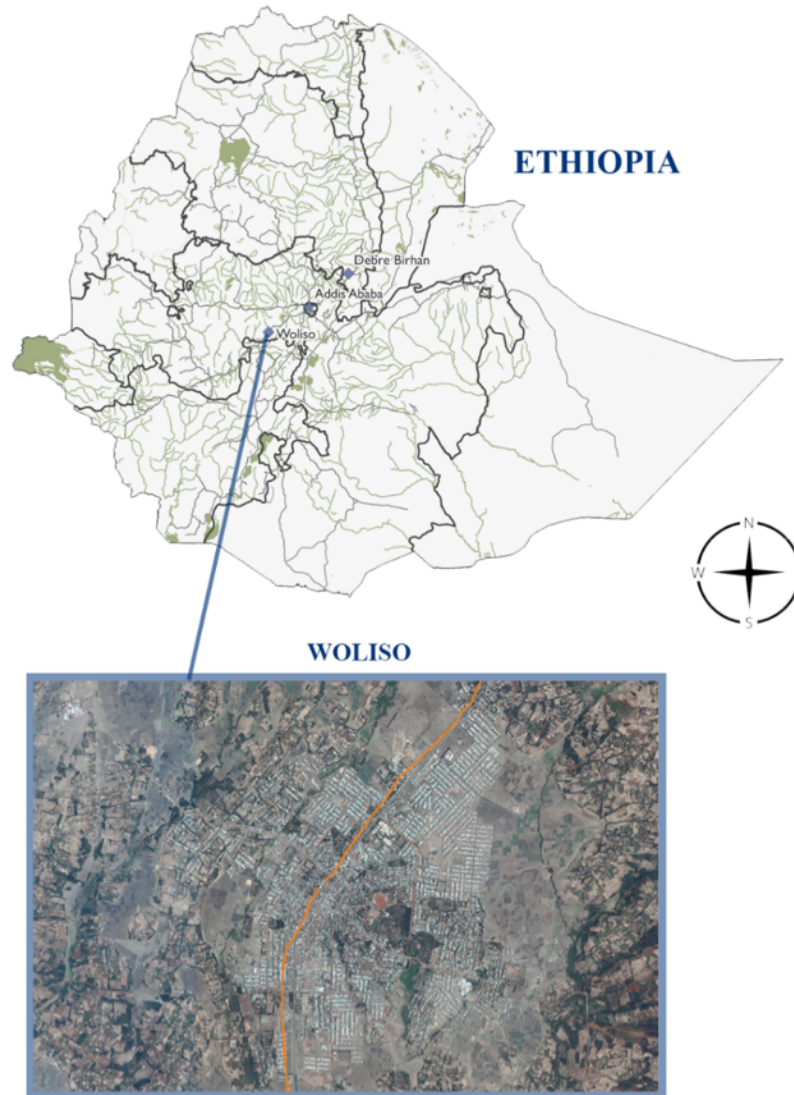 ETHIOPIA
Debre Birhan
Addis Ababa
Woliso
N
W
S
WOLISO